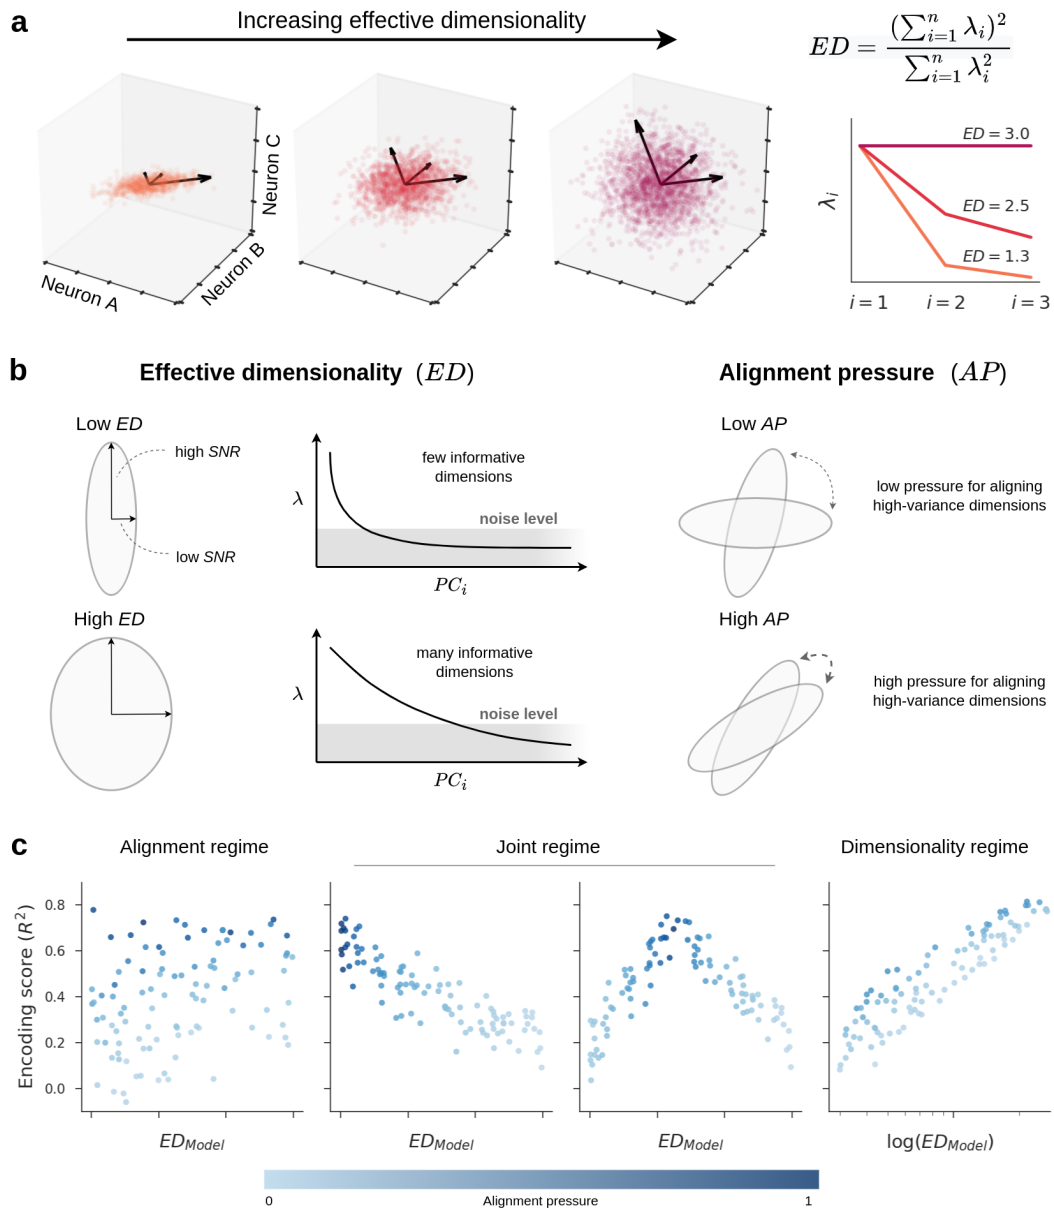 a
Increasing effective dimensionality
ED = (∑ⁿᵢ₌₁ λᵢ)² / ∑ⁿᵢ₌₁ λᵢ²
Neuron A
Neuron B
Neuron C
λᵢ
ED = 3.0
ED = 2.5
ED = 1.3
i = 1
i = 2
i = 3
b
Effective dimensionality (ED)
Alignment pressure (AP)
Low ED
high SNR
low SNR
λ
few informative
dimensions
noise level
PCᵢ
Low AP
low pressure for aligning
high-variance dimensions
High ED
λ
many informative
dimensions
noise level
PCᵢ
High AP
high pressure for aligning
high-variance dimensions
c
Alignment regime
Joint regime
Dimensionality regime
Encoding score (R²)
0.8
0.6
0.4
0.2
0.0
ED_Model
ED_Model
ED_Model
log(ED_Model)
0
Alignment pressure
1